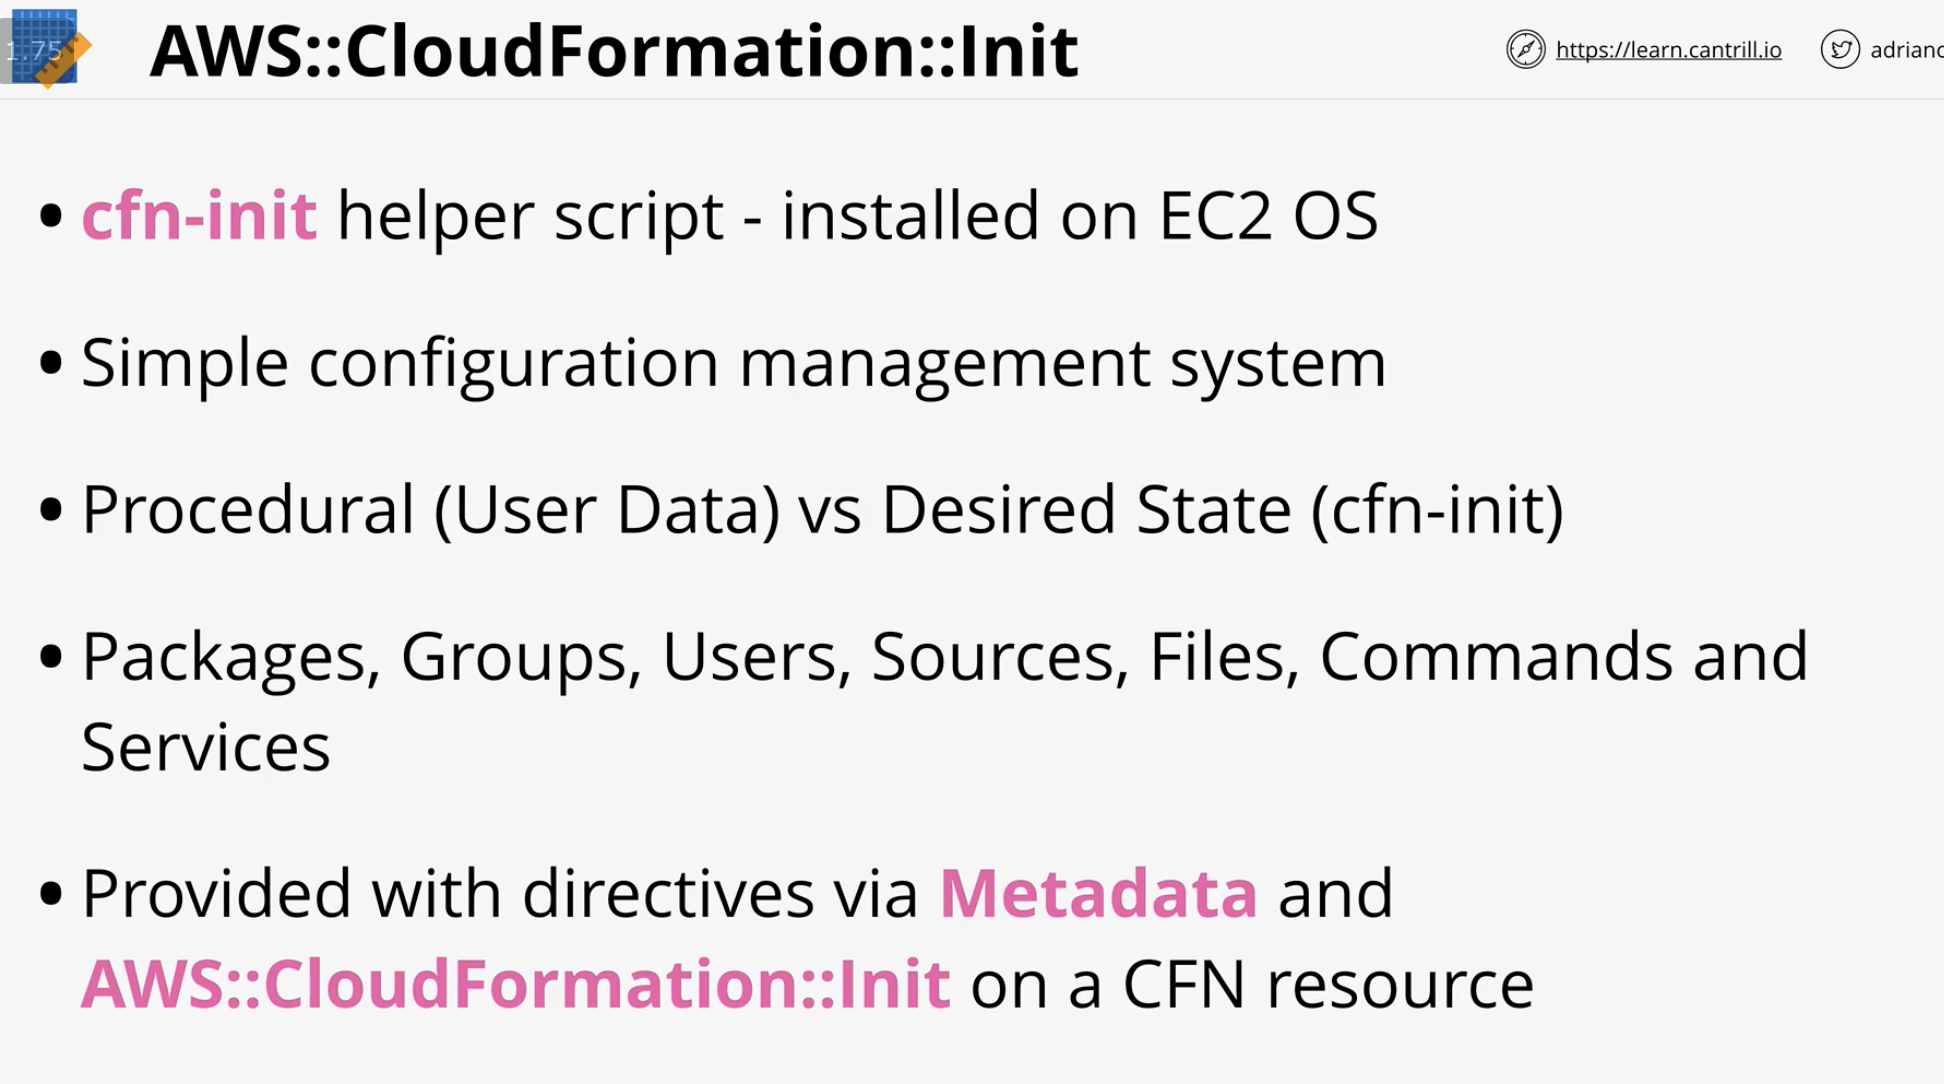 1.75
AWS::CloudFormation::Init
https://learn.cantrill.io
adrianc
• cfn-init helper script - installed on EC2 OS
• Simple configuration management system
• Procedural (User Data) vs Desired State (cfn-init)
• Packages, Groups, Users, Sources, Files, Commands and
Services
• Provided with directives via Metadata and
AWS::CloudFormation::Init on a CFN resource